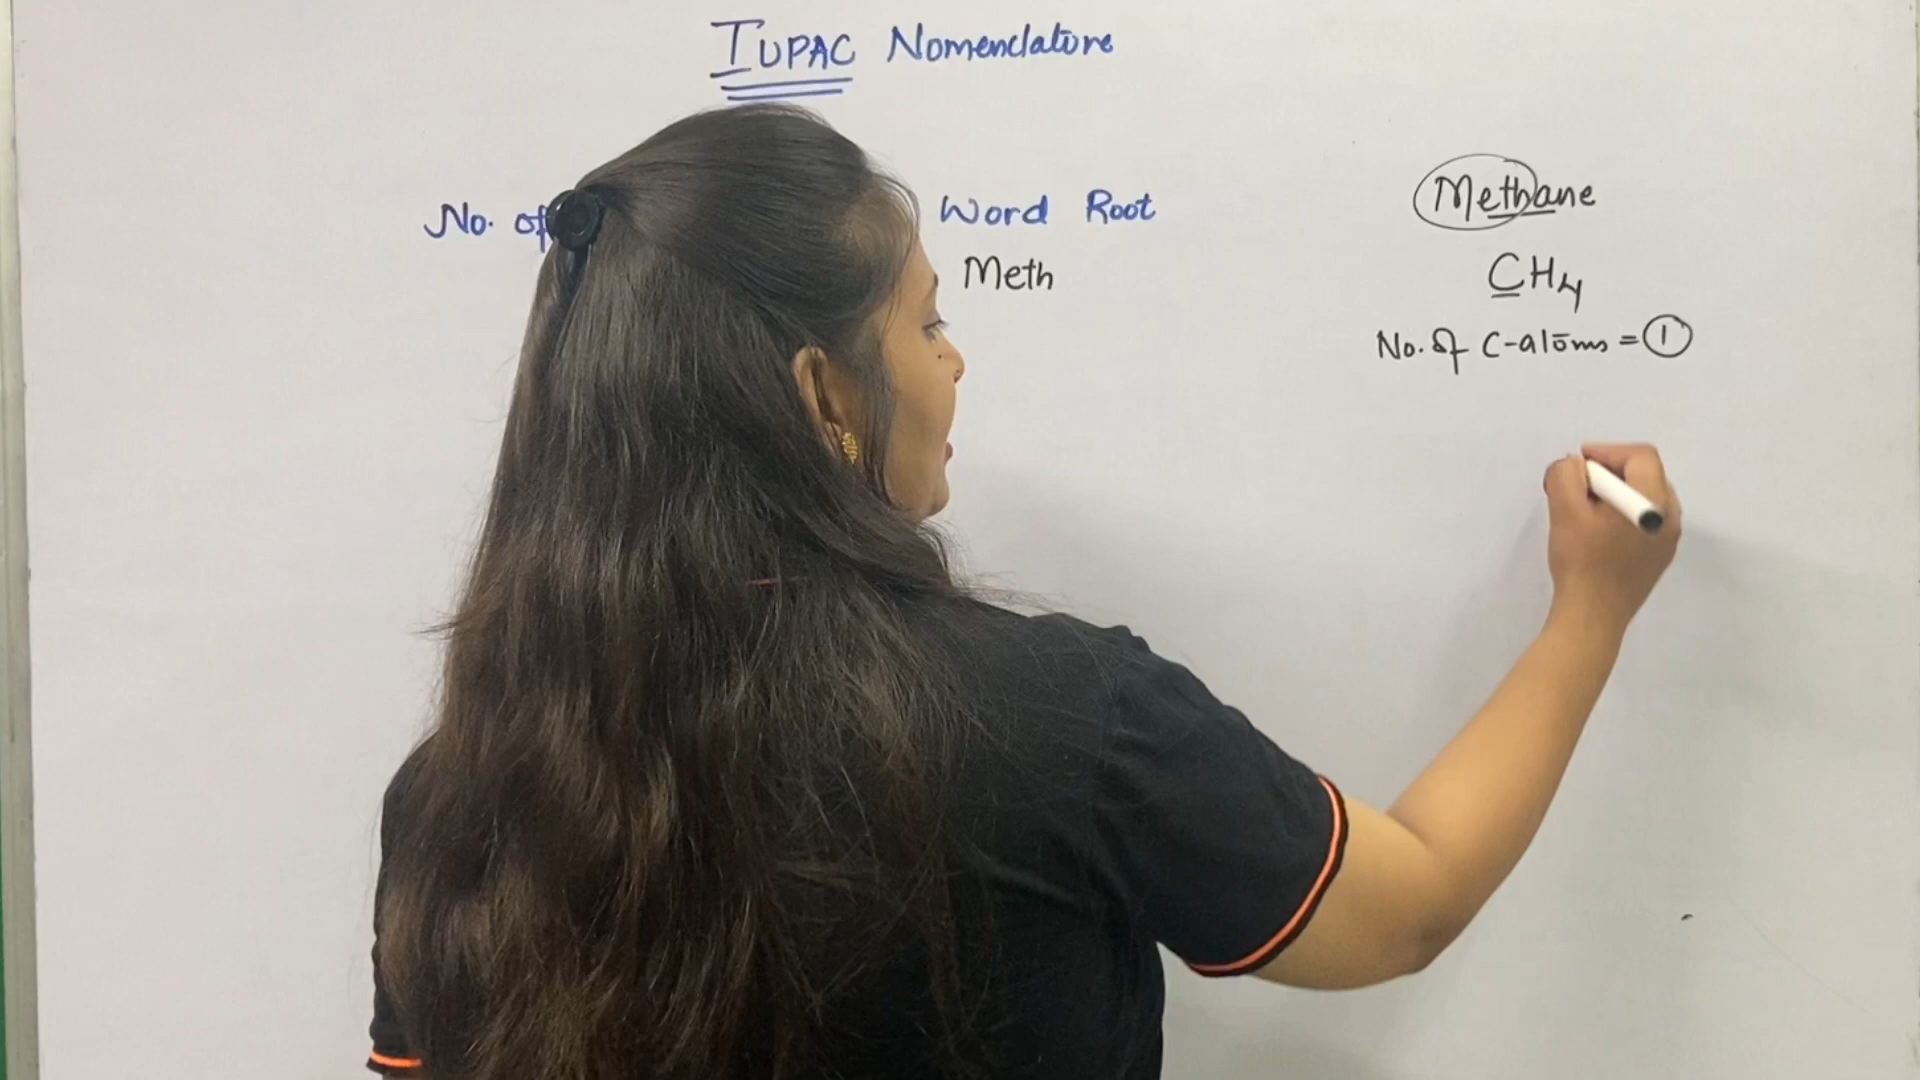 IUPAC Nomenclature
No. of Word Root
Meth
Methane
CH4
No. of C-atoms = 1